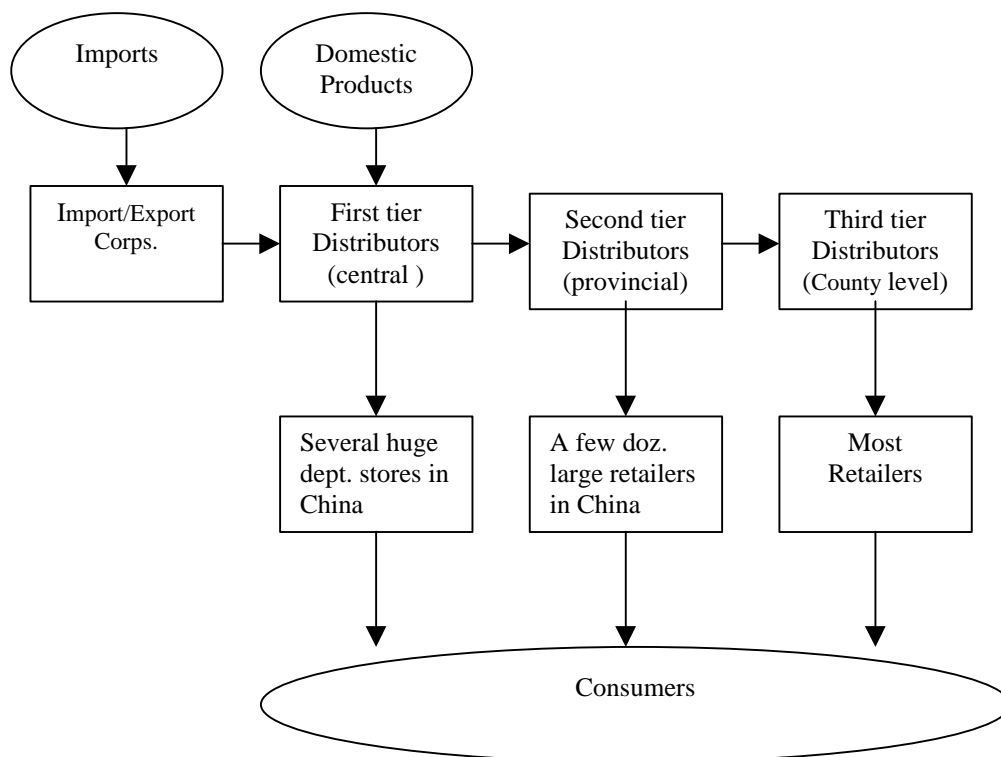 Imports
Domestic
Products
Import/Export
Corps.
First tier
Distributors
(central )
Second tier
Distributors
(provincial)
Third tier
Distributors
(County level)
Several huge
dept. stores in
China
A few doz.
large retailers
in China
Most
Retailers
Consumers